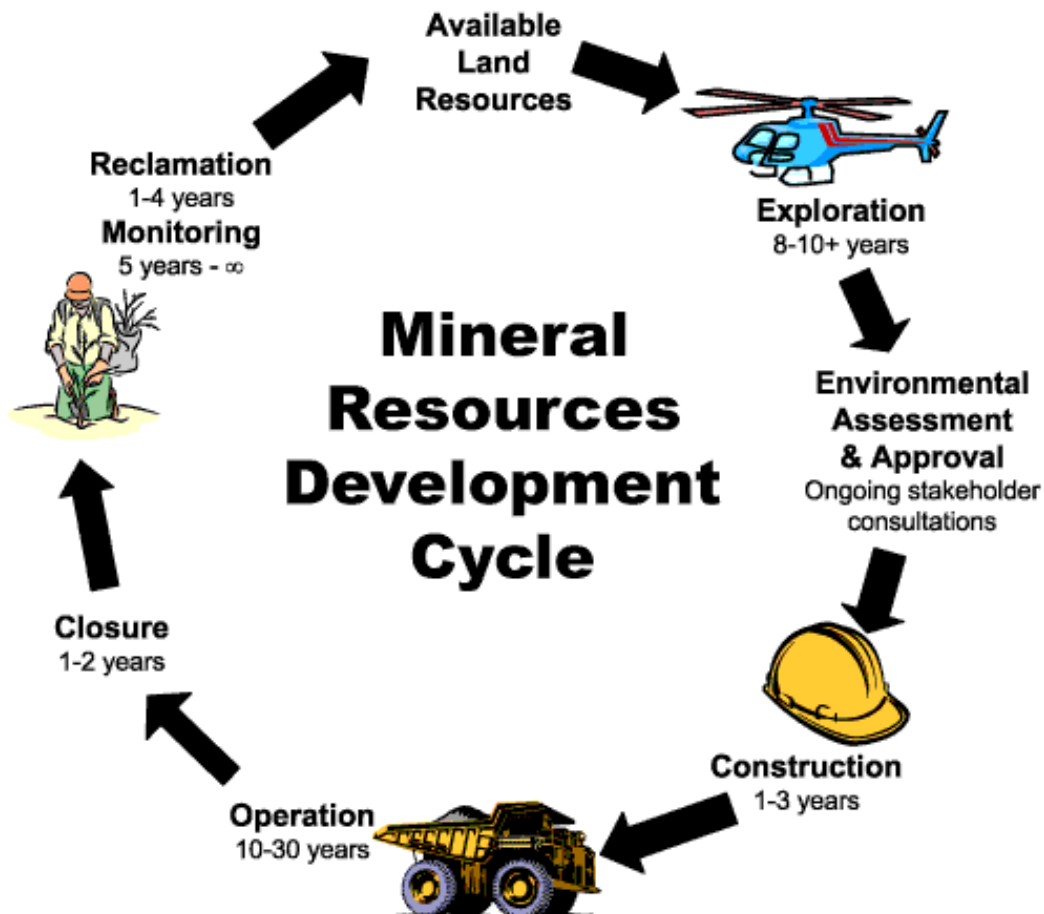 Available
Land
Resources
Exploration
8-10+ years
Environmental
Assessment
& Approval
Ongoing stakeholder
consultations
Construction
1-3 years
Operation
10-30 years
Closure
1-2 years
Reclamation
1-4 years
Monitoring
5 years - ∞
Mineral
Resources
Development
Cycle